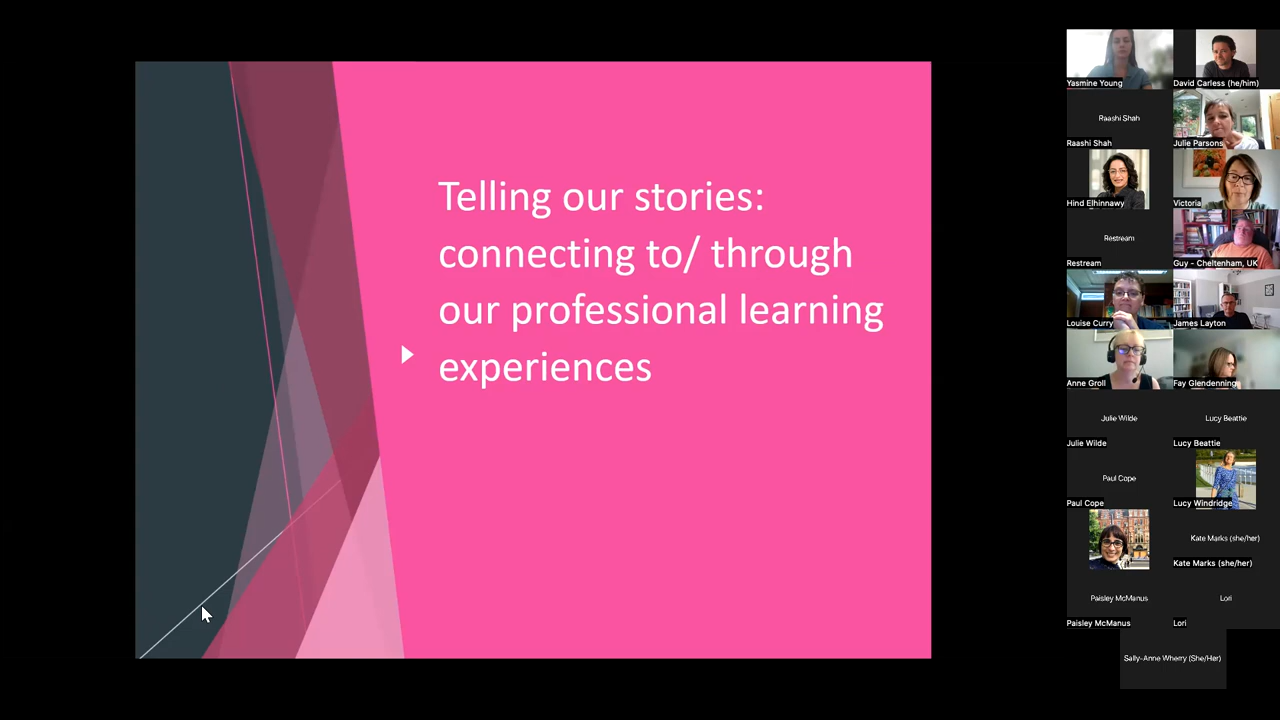 Telling our stories:
connecting to/ through
our professional learning
experiences
Yasmine Young
David Carless (he/him)
Raashi Shah
Raashi Shah
Julie Parsons
Hind Elhinnawy
Victoria
Restream
Restream
Guy - Cheltenham, UK
Louise Curry
James Layton
Anne Groll
Fay Glendenning
Julie Wilde
Julie Wilde
Lucy Beattie
Lucy Beattie
Paul Cope
Paul Cope
Lucy Windridge
Kate Marks (she/her)
Kate Marks (she/her)
Paisley McManus
Paisley McManus
Lori
Lori
Sally-Anne Wherry (She/Her)